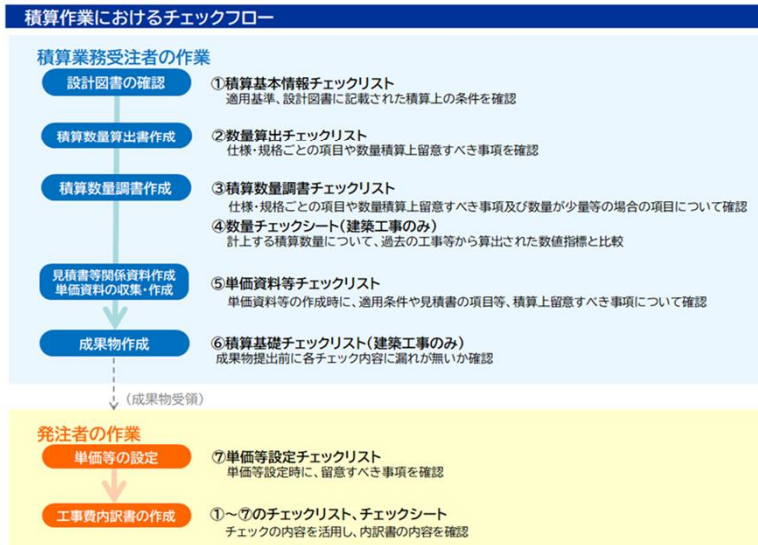 積算作業におけるチェックフロー
積算業務受注者の作業
設計図書の確認
①積算基本情報チェックリスト
適用基準、設計図書に記載された積算上の条件を確認
積算数量算出書作成
②数量算出チェックリスト
仕様・規格ごとの項目や数量積算上留意すべき事項を確認
積算数量調書作成
③積算数量調書チェックリスト
仕様・規格ごとの項目や数量積算上留意すべき事項及び数量が少量等の場合の項目について確認
④数量チェックシート(建築工事のみ)
計上する積算数量について、過去の工事等から算出された数値指標と比較
見積書等関係資料作成
単価資料の収集・作成
⑤単価資料等チェックリスト
単価資料等の作成時に、適用条件や見積書の項目等、積算上留意すべき事項について確認
成果物作成
⑥積算基礎チェックリスト(建築工事のみ)
成果物提出前に各チェック内容に漏れが無いか確認
(成果物受領)
発注者の作業
単価等の設定
⑦単価等設定チェックリスト
単価等設定時に、留意すべき事項を確認
工事費内訳書の作成
①～⑦のチェックリスト、チェックシート
チェックの内容を活用し、内訳書の内容を確認